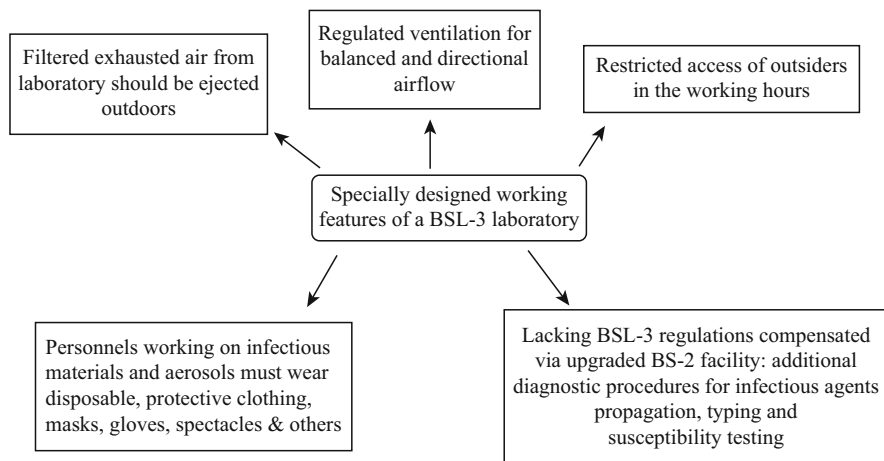 Filtered exhausted air from
laboratory should be ejected
outdoors
Regulated ventilation for
balanced and directional
airflow
Restricted access of outsiders
in the working hours
Specially designed working
features of a BSL-3 laboratory
Personnels working on infectious
materials and aerosols must wear
disposable, protective clothing,
masks, gloves, spectacles & others
Lacking BSL-3 regulations compensated
via upgraded BS-2 facility: additional
diagnostic procedures for infectious agents
propagation, typing and
susceptibility testing